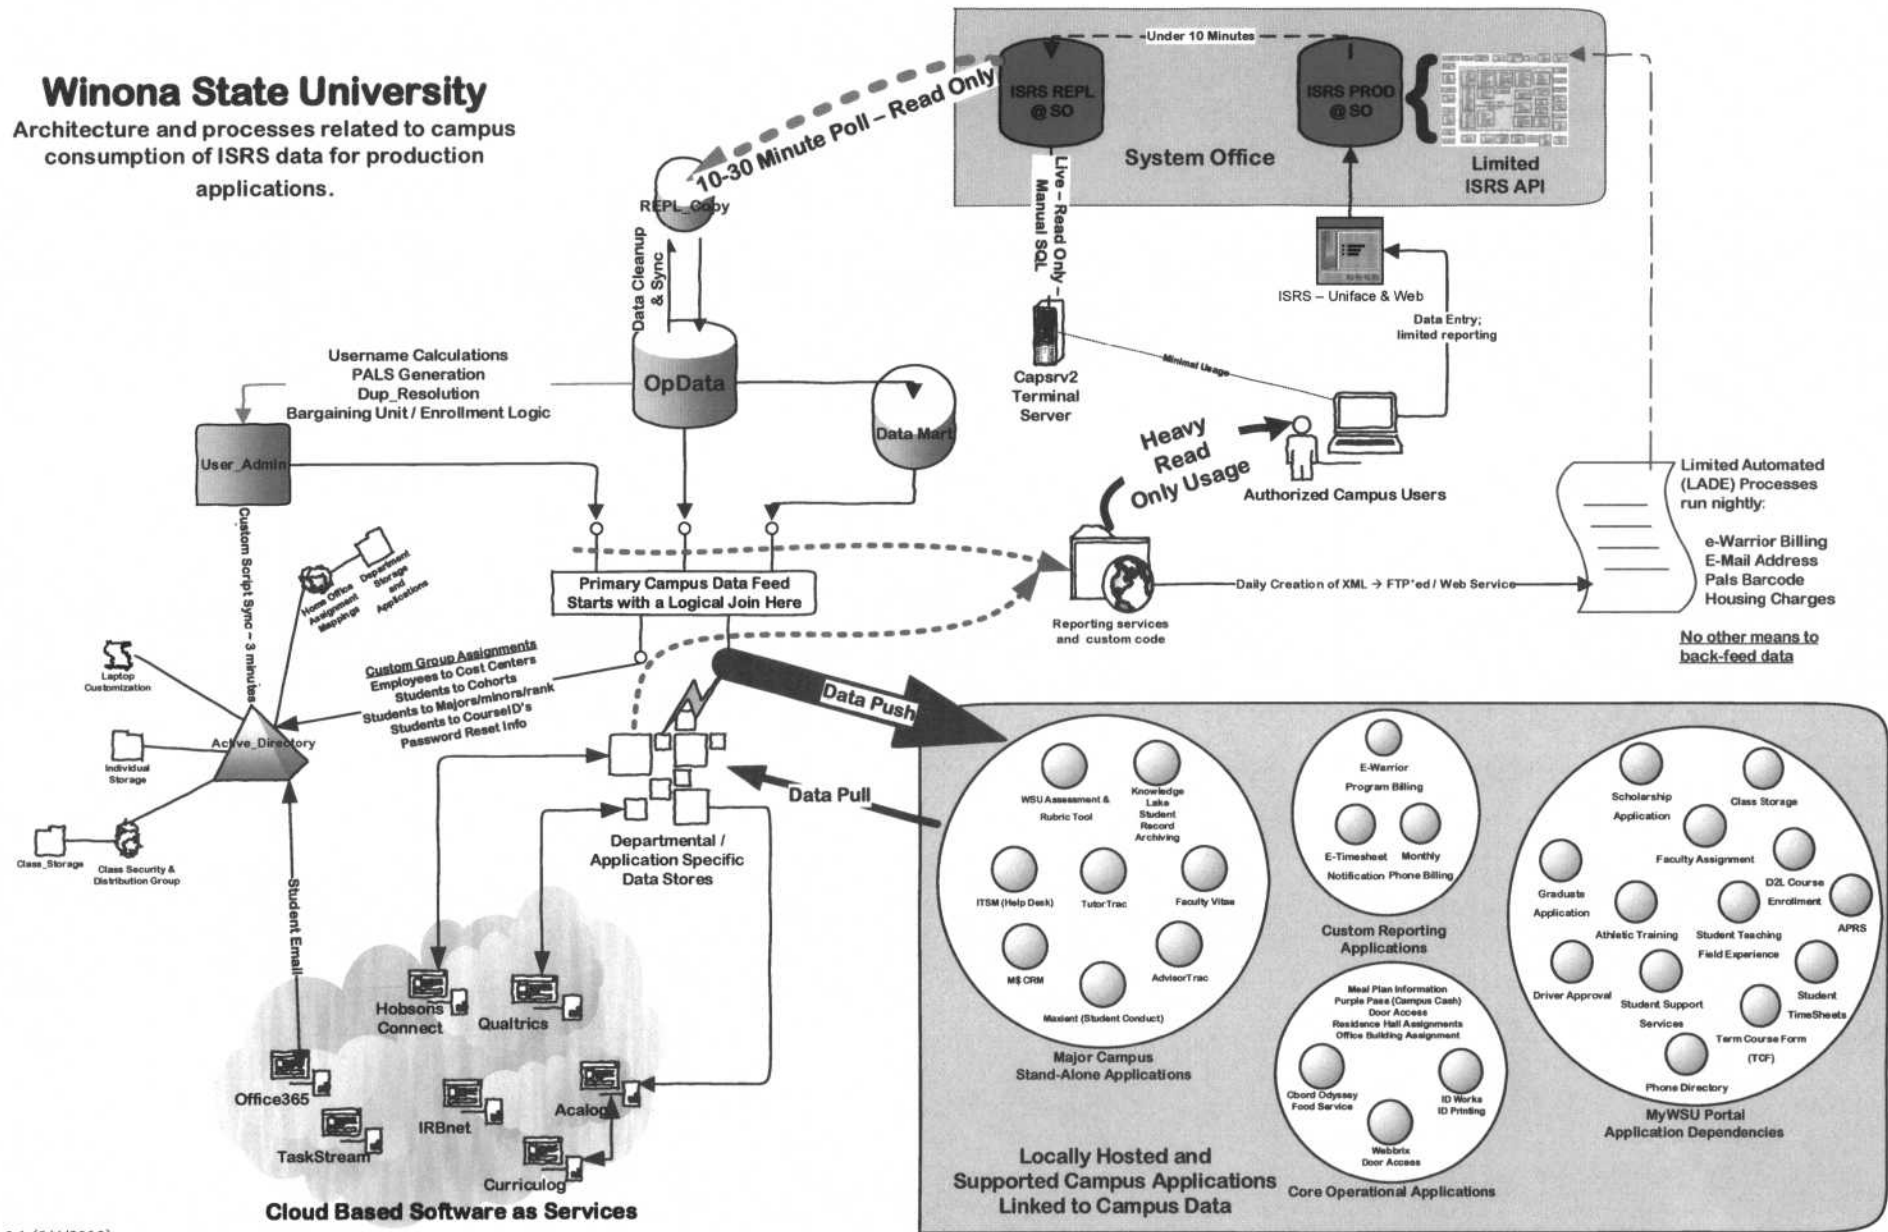 Winona State University
Architecture and processes related to campus
consumption of ISRS data for production
applications.
Under 10 Minutes
ISRS REPL
@ SO
ISRS PROD
@ SO
System Office
Limited
ISRS API
10-30 Minute Poll – Read Only
REPL_Copy
Data Cleanup
& Sync
Live – Read Only –
Manual SQL
ISRS – Uniface & Web
Data Entry;
limited reporting
Username Calculations
PALS Generation
Dup_Resolution
Bargaining Unit / Enrollment Logic
OpData
Data Mart
Capsrv2
Terminal
Server
Minimal Usage
Heavy
Read
Only Usage
Authorized Campus Users
User_Admin
Limited Automated
(LADE) Processes
run nightly:
e-Warrior Billing
E-Mail Address
Pals Barcode
Housing Charges
No other means to
back-feed data
Custom Script Sync ~ 3 minutes
Home Office
Assignment
Mappings
Department
Storage
and
Applications
Primary Campus Data Feed
Starts with a Logical Join Here
Daily Creation of XML → FTP'ed / Web Service
Reporting services
and custom code
Laptop
Customization
Custom Group Assignments
Employees to Cost Centers
Students to Cohorts
Students to Majors/minors/rank
Students to CourseID's
Password Reset Info
Data Push
Active_Directory
Individual
Storage
Data Pull
Class_Storage
Class Security &
Distribution Group
Departmental /
Application Specific
Data Stores
Student Email
Hobsons
Connect
Qualtrics
Office365
IRBnet
Acalog
TaskStream
Curriculog
Cloud Based Software as Services
WSU Assessment &
Rubric Tool
Knowledge
Lake
Student
Record
Archiving
ITSM (Help Desk)
TutorTrac
Faculty Vitae
M$ CRM
AdvisorTrac
Maxient (Student Conduct)
Major Campus
Stand-Alone Applications
E-Warrior
Program Billing
E-Timesheet
Notification
Monthly
Phone Billing
Custom Reporting
Applications
Meal Plan Information
Purple Pass (Campus Cash)
Door Access
Residence Hall Assignments
Office Building Assignment
Cbord Odyssey
Food Service
ID Works
ID Printing
Webbrix
Door Access
Core Operational Applications
Scholarship
Application
Class Storage
Faculty Assignment
Graduate
Application
D2L Course
Enrollment
APRS
Athletic Training
Student Teaching
Field Experience
Driver Approval
Student Support
Services
Student
TimeSheets
Term Course Form
(TCF)
Phone Directory
MyWSU Portal
Application Dependencies
Locally Hosted and
Supported Campus Applications
Linked to Campus Data